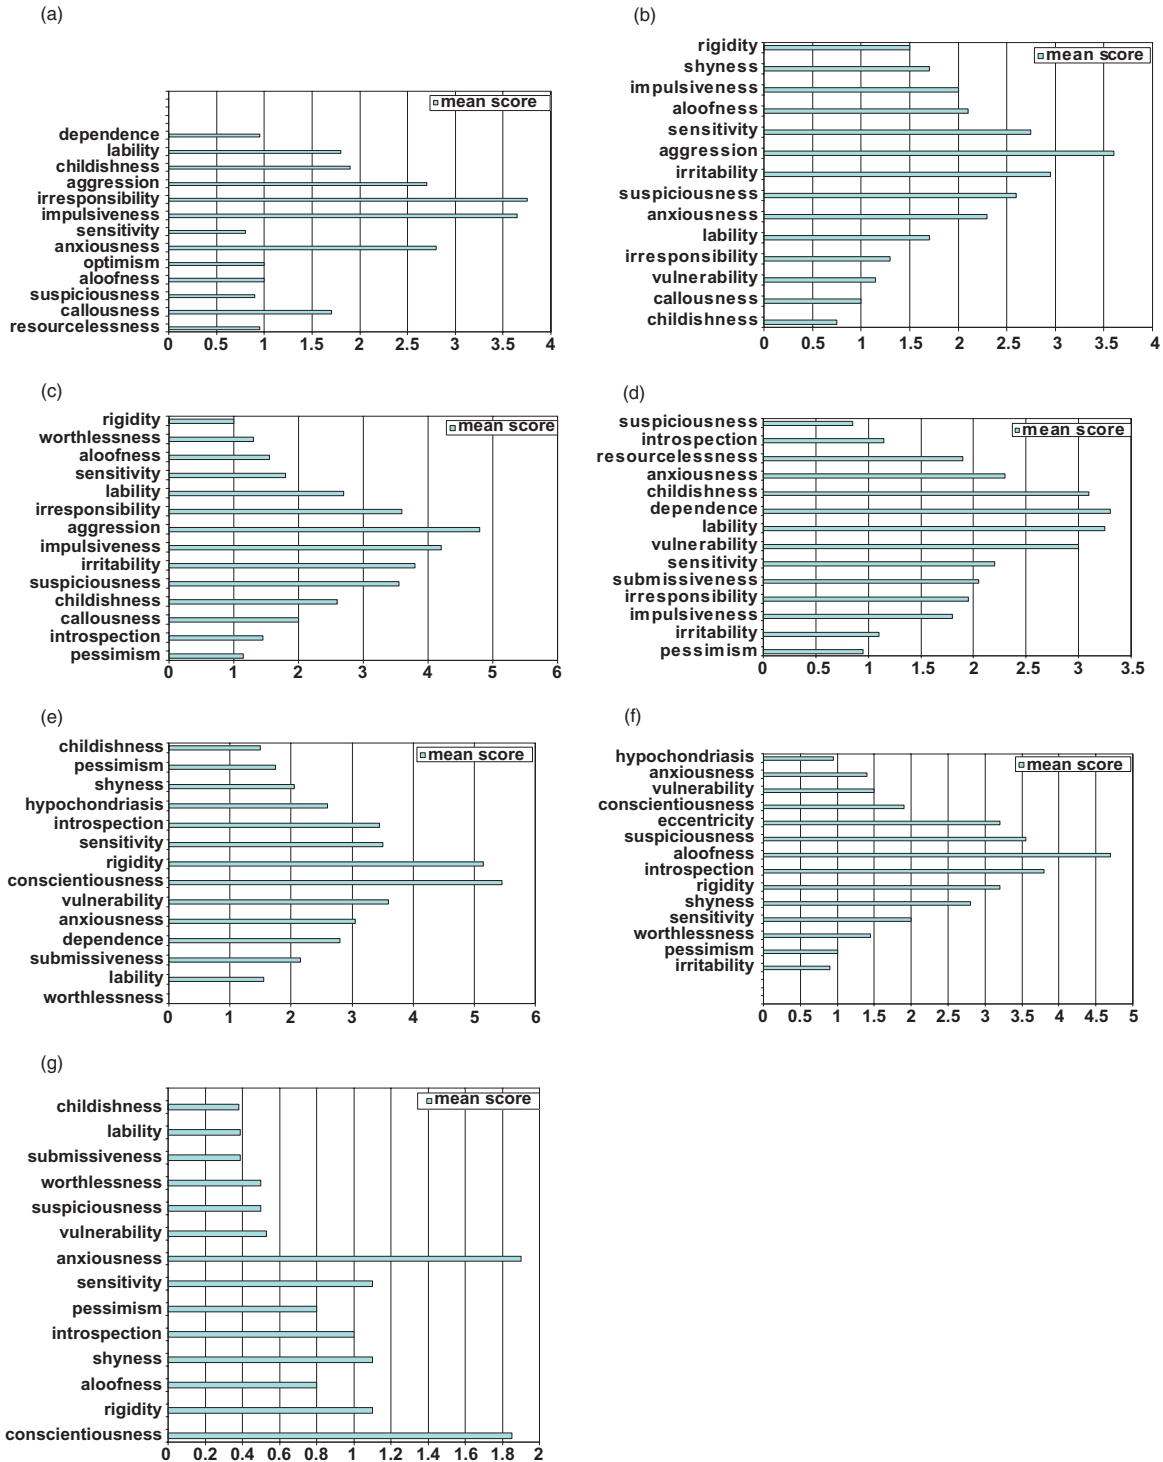 (a)
mean score
dependence
lability
childishness
aggression
irresponsibility
impulsiveness
sensitivity
anxiousness
optimism
aloofness
suspiciousness
callousness
resourcelessness
0 0.5 1 1.5 2 2.5 3 3.5 4
(b)
mean score
rigidity
shyness
impulsiveness
aloofness
sensitivity
aggression
irritability
suspiciousness
anxiousness
lability
irresponsibility
vulnerability
callousness
childishness
0 0.5 1 1.5 2 2.5 3 3.5 4
(c)
mean score
rigidity
worthlessness
aloofness
sensitivity
lability
irresponsibility
aggression
impulsiveness
irritability
suspiciousness
childishness
callousness
introspection
pessimism
0 1 2 3 4 5 6
(d)
mean score
suspiciousness
introspection
resourcelessness
anxiousness
childishness
dependence
lability
vulnerability
sensitivity
submissiveness
irresponsibility
impulsiveness
irritability
pessimism
0 0.5 1 1.5 2 2.5 3 3.5
(e)
mean score
childishness
pessimism
shyness
hypochondriasis
introspection
sensitivity
rigidity
conscientiousness
vulnerability
anxiousness
dependence
submissiveness
lability
worthlessness
0 1 2 3 4 5 6
(f)
mean score
hypochondriasis
anxiousness
vulnerability
conscientiousness
eccentricity
suspiciousness
aloofness
introspection
rigidity
shyness
sensitivity
worthlessness
pessimism
irritability
0 0.5 1 1.5 2 2.5 3 3.5 4 4.5 5
(g)
mean score
childishness
lability
submissiveness
worthlessness
suspiciousness
vulnerability
anxiousness
sensitivity
pessimism
introspection
shyness
aloofness
rigidity
conscientiousness
0 0.2 0.4 0.6 0.8 1 1.2 1.4 1.6 1.8 2